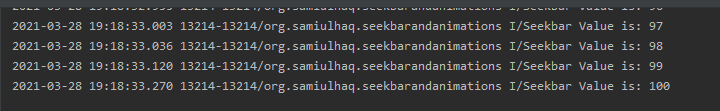 2021-03-28 19:18:33.003 13214-13214/org.samiulhaq.seekbarandanimations I/Seekbar Value is: 97
2021-03-28 19:18:33.036 13214-13214/org.samiulhaq.seekbarandanimations I/Seekbar Value is: 98
2021-03-28 19:18:33.120 13214-13214/org.samiulhaq.seekbarandanimations I/Seekbar Value is: 99
2021-03-28 19:18:33.270 13214-13214/org.samiulhaq.seekbarandanimations I/Seekbar Value is: 100